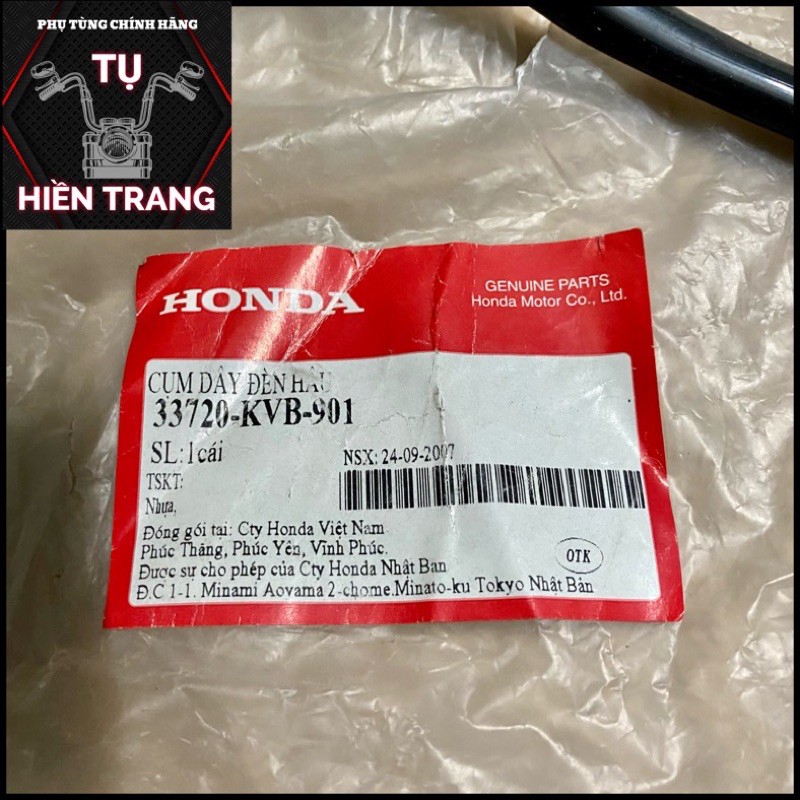 PHỤ TÙNG CHÍNH HÃNG
TỤ
HIỀN TRANG
HONDA
GENUINE PARTS
Honda Motor Co., Ltd.
CỤM DÂY ĐÈN HẬU
33720-KVB-901
SL: 1 cái
NSX: 24-09-2007
TSKT:
Nhựa,
Đóng gói tại: Cty Honda Việt Nam
Phúc Thắng, Phúc Yên, Vĩnh Phúc.
OTK
Được sự cho phép của Cty Honda Nhật Bản
Đ.C 1-1. Minami Aoyama 2-chome.Minato-ku Tokyo Nhật Bản